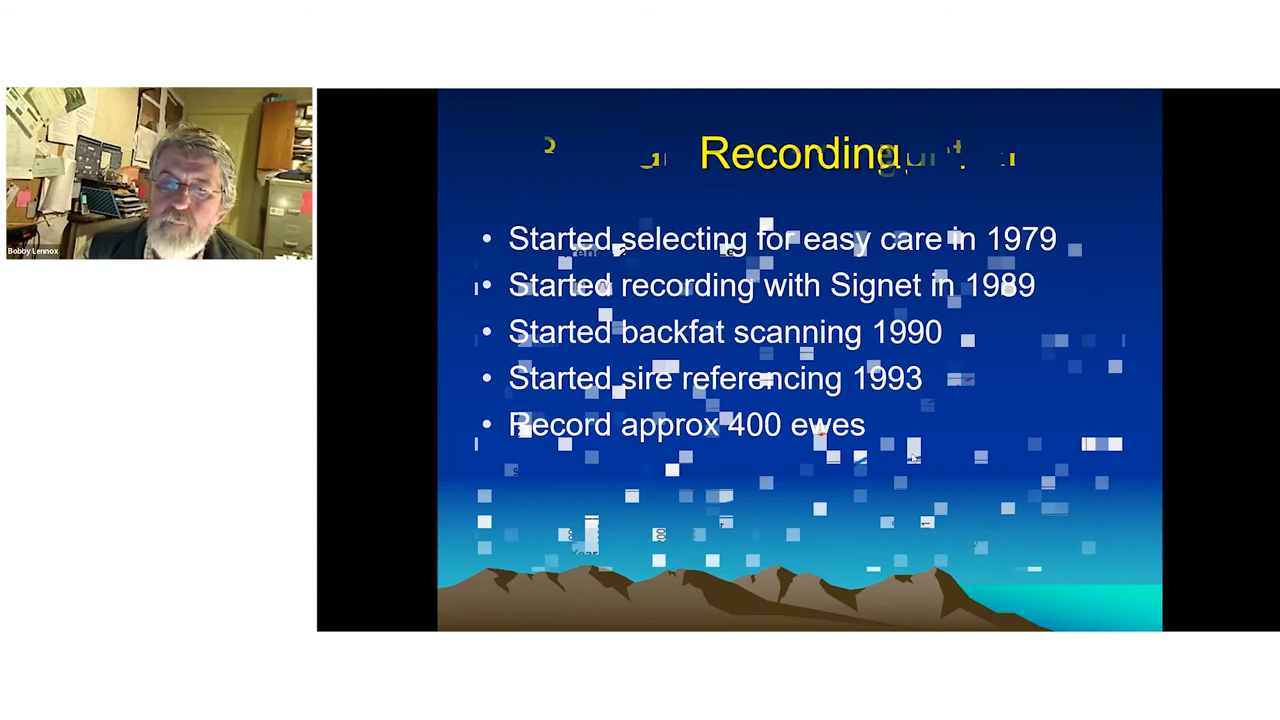 Bobby Lennox
Recording
• Started selecting for easy care in 1979
• Started recording with Signet in 1989
• Started backfat scanning 1990
• Started sire referencing 1993
• Record approx 400 ewes